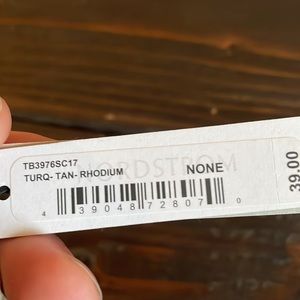 NORDSTROM
TB3976SC17
TURQ- TAN- RHODIUM
NONE
4 39048 72807 0
39.00